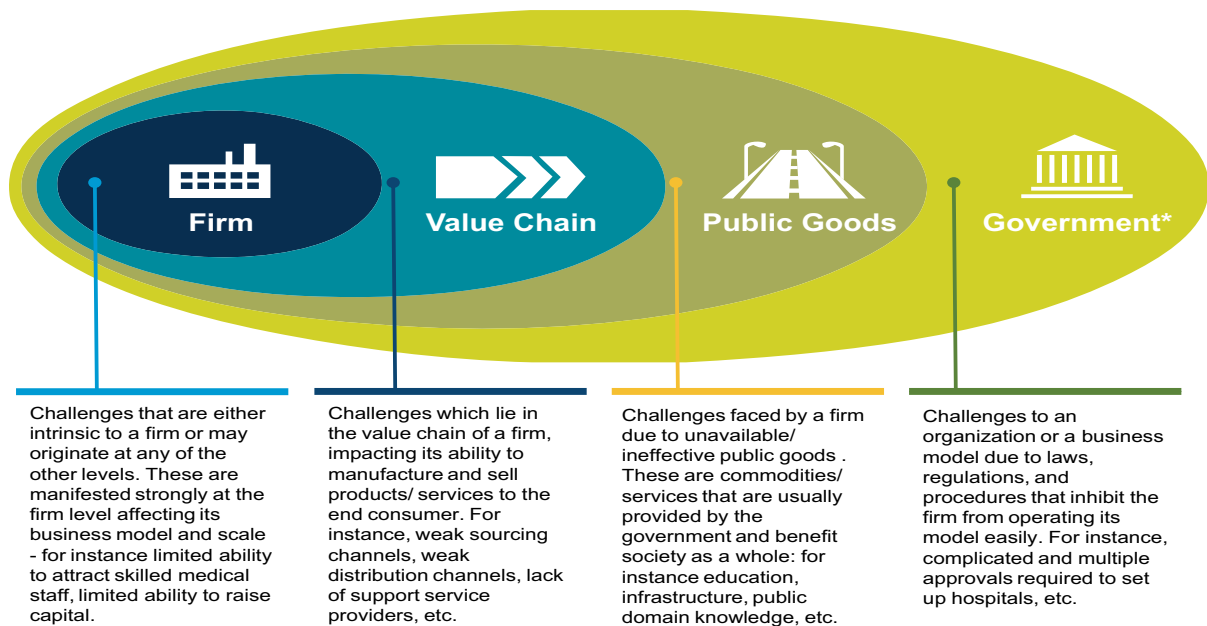 Firm
Value Chain
Public Goods
Government*
Challenges that are either
intrinsic to a firm or may
originate at any of the
other levels. These are
manifested strongly at the
firm level affecting its
business model and scale
- for instance limited ability
to attract skilled medical
staff, limited ability to raise
capital.
Challenges which lie in
the value chain of a firm,
impacting its ability to
manufacture and sell
products/ services to the
end consumer. For
instance, weak sourcing
channels, weak
distribution channels, lack
of support service
providers, etc.
Challenges faced by a firm
due to unavailable/
ineffective public goods .
These are commodities/
services that are usually
provided by the
government and benefit
society as a whole: for
instance education,
infrastructure, public
domain knowledge, etc.
Challenges to an
organization or a business
model due to laws,
regulations, and
procedures that inhibit the
firm from operating its
model easily. For instance,
complicated and multiple
approvals required to set
up hospitals, etc.